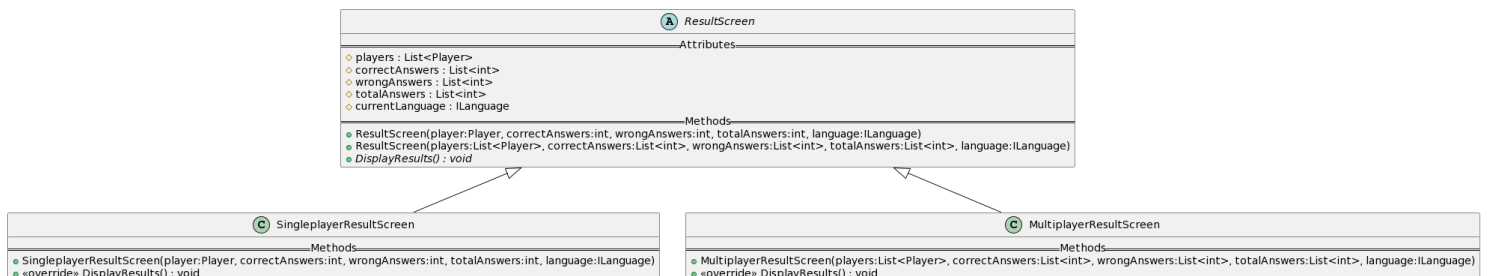 A ResultScreen
Attributes
players : List<Player>
correctAnswers : List<int>
wrongAnswers : List<int>
totalAnswers : List<int>
currentLanguage : ILanguage
Methods
ResultScreen(player:Player, correctAnswers:int, wrongAnswers:int, totalAnswers:int, language:ILanguage)
ResultScreen(players:List<Player>, correctAnswers:List<int>, wrongAnswers:List<int>, totalAnswers:List<int>, language:ILanguage)
DisplayResults() : void
C SingleplayerResultScreen
Methods
SingleplayerResultScreen(player:Player, correctAnswers:int, wrongAnswers:int, totalAnswers:int, language:ILanguage)
«override» DisplayResults() : void
C MultiplayerResultScreen
Methods
MultiplayerResultScreen(players:List<Player>, correctAnswers:List<int>, wrongAnswers:List<int>, totalAnswers:List<int>, language:ILanguage)
«override» DisplayResults() : void